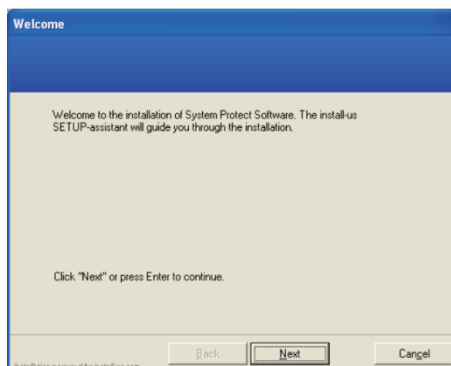 Welcome
Welcome to the installation of System Protect Software. The install-us
SETUP-assistant will guide you through the installation.
Click "Next" or press Enter to continue.
Back
Next
Cancel